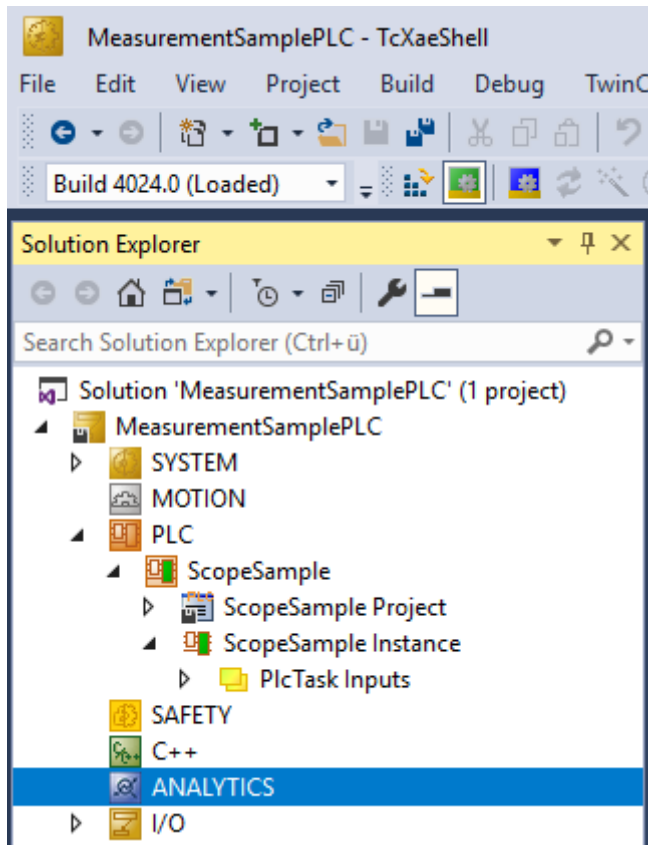 MeasurementSamplePLC - TcXaeShell
File Edit View Project Build Debug TwinC
Build 4024.0 (Loaded)
Solution Explorer
Search Solution Explorer (Ctrl+ü)
Solution 'MeasurementSamplePLC' (1 project)
MeasurementSamplePLC
SYSTEM
MOTION
PLC
ScopeSample
ScopeSample Project
ScopeSample Instance
PlcTask Inputs
SAFETY
C++
ANALYTICS
I/O